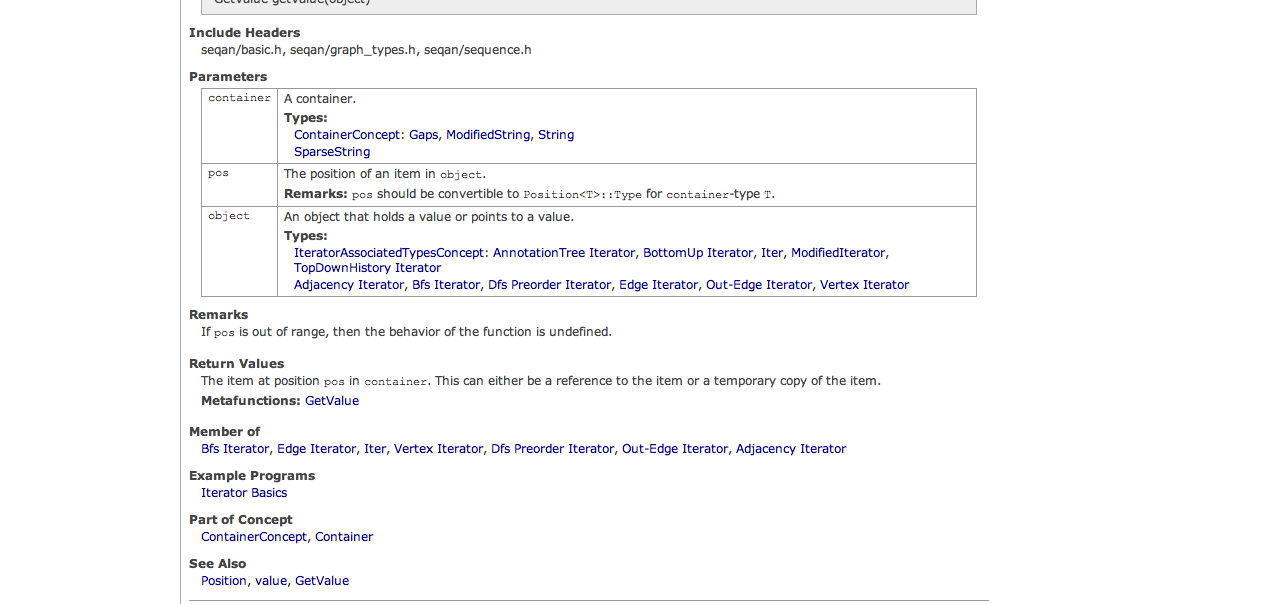 GetValue getValue(object)
Include Headers
seqan/basic.h, seqan/graph_types.h, seqan/sequence.h
Parameters
container
A container.
Types:
ContainerConcept: Gaps, ModifiedString, String
SparseString
pos
The position of an item in object.
Remarks: pos should be convertible to Position<T>::Type for container-type T.
object
An object that holds a value or points to a value.
Types:
IteratorAssociatedTypesConcept: AnnotationTree Iterator, BottomUp Iterator, Iter, ModifiedIterator,
TopDownHistory Iterator
Adjacency Iterator, Bfs Iterator, Dfs Preorder Iterator, Edge Iterator, Out-Edge Iterator, Vertex Iterator
Remarks
If pos is out of range, then the behavior of the function is undefined.
Return Values
The item at position pos in container. This can either be a reference to the item or a temporary copy of the item.
Metafunctions: GetValue
Member of
Bfs Iterator, Edge Iterator, Iter, Vertex Iterator, Dfs Preorder Iterator, Out-Edge Iterator, Adjacency Iterator
Example Programs
Iterator Basics
Part of Concept
ContainerConcept, Container
See Also
Position, value, GetValue